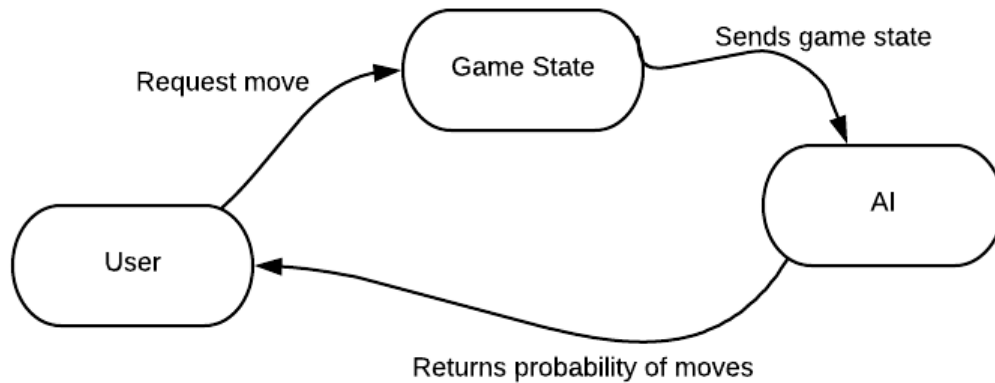 Sends game state
Game State
Request move
AI
User
Returns probability of moves